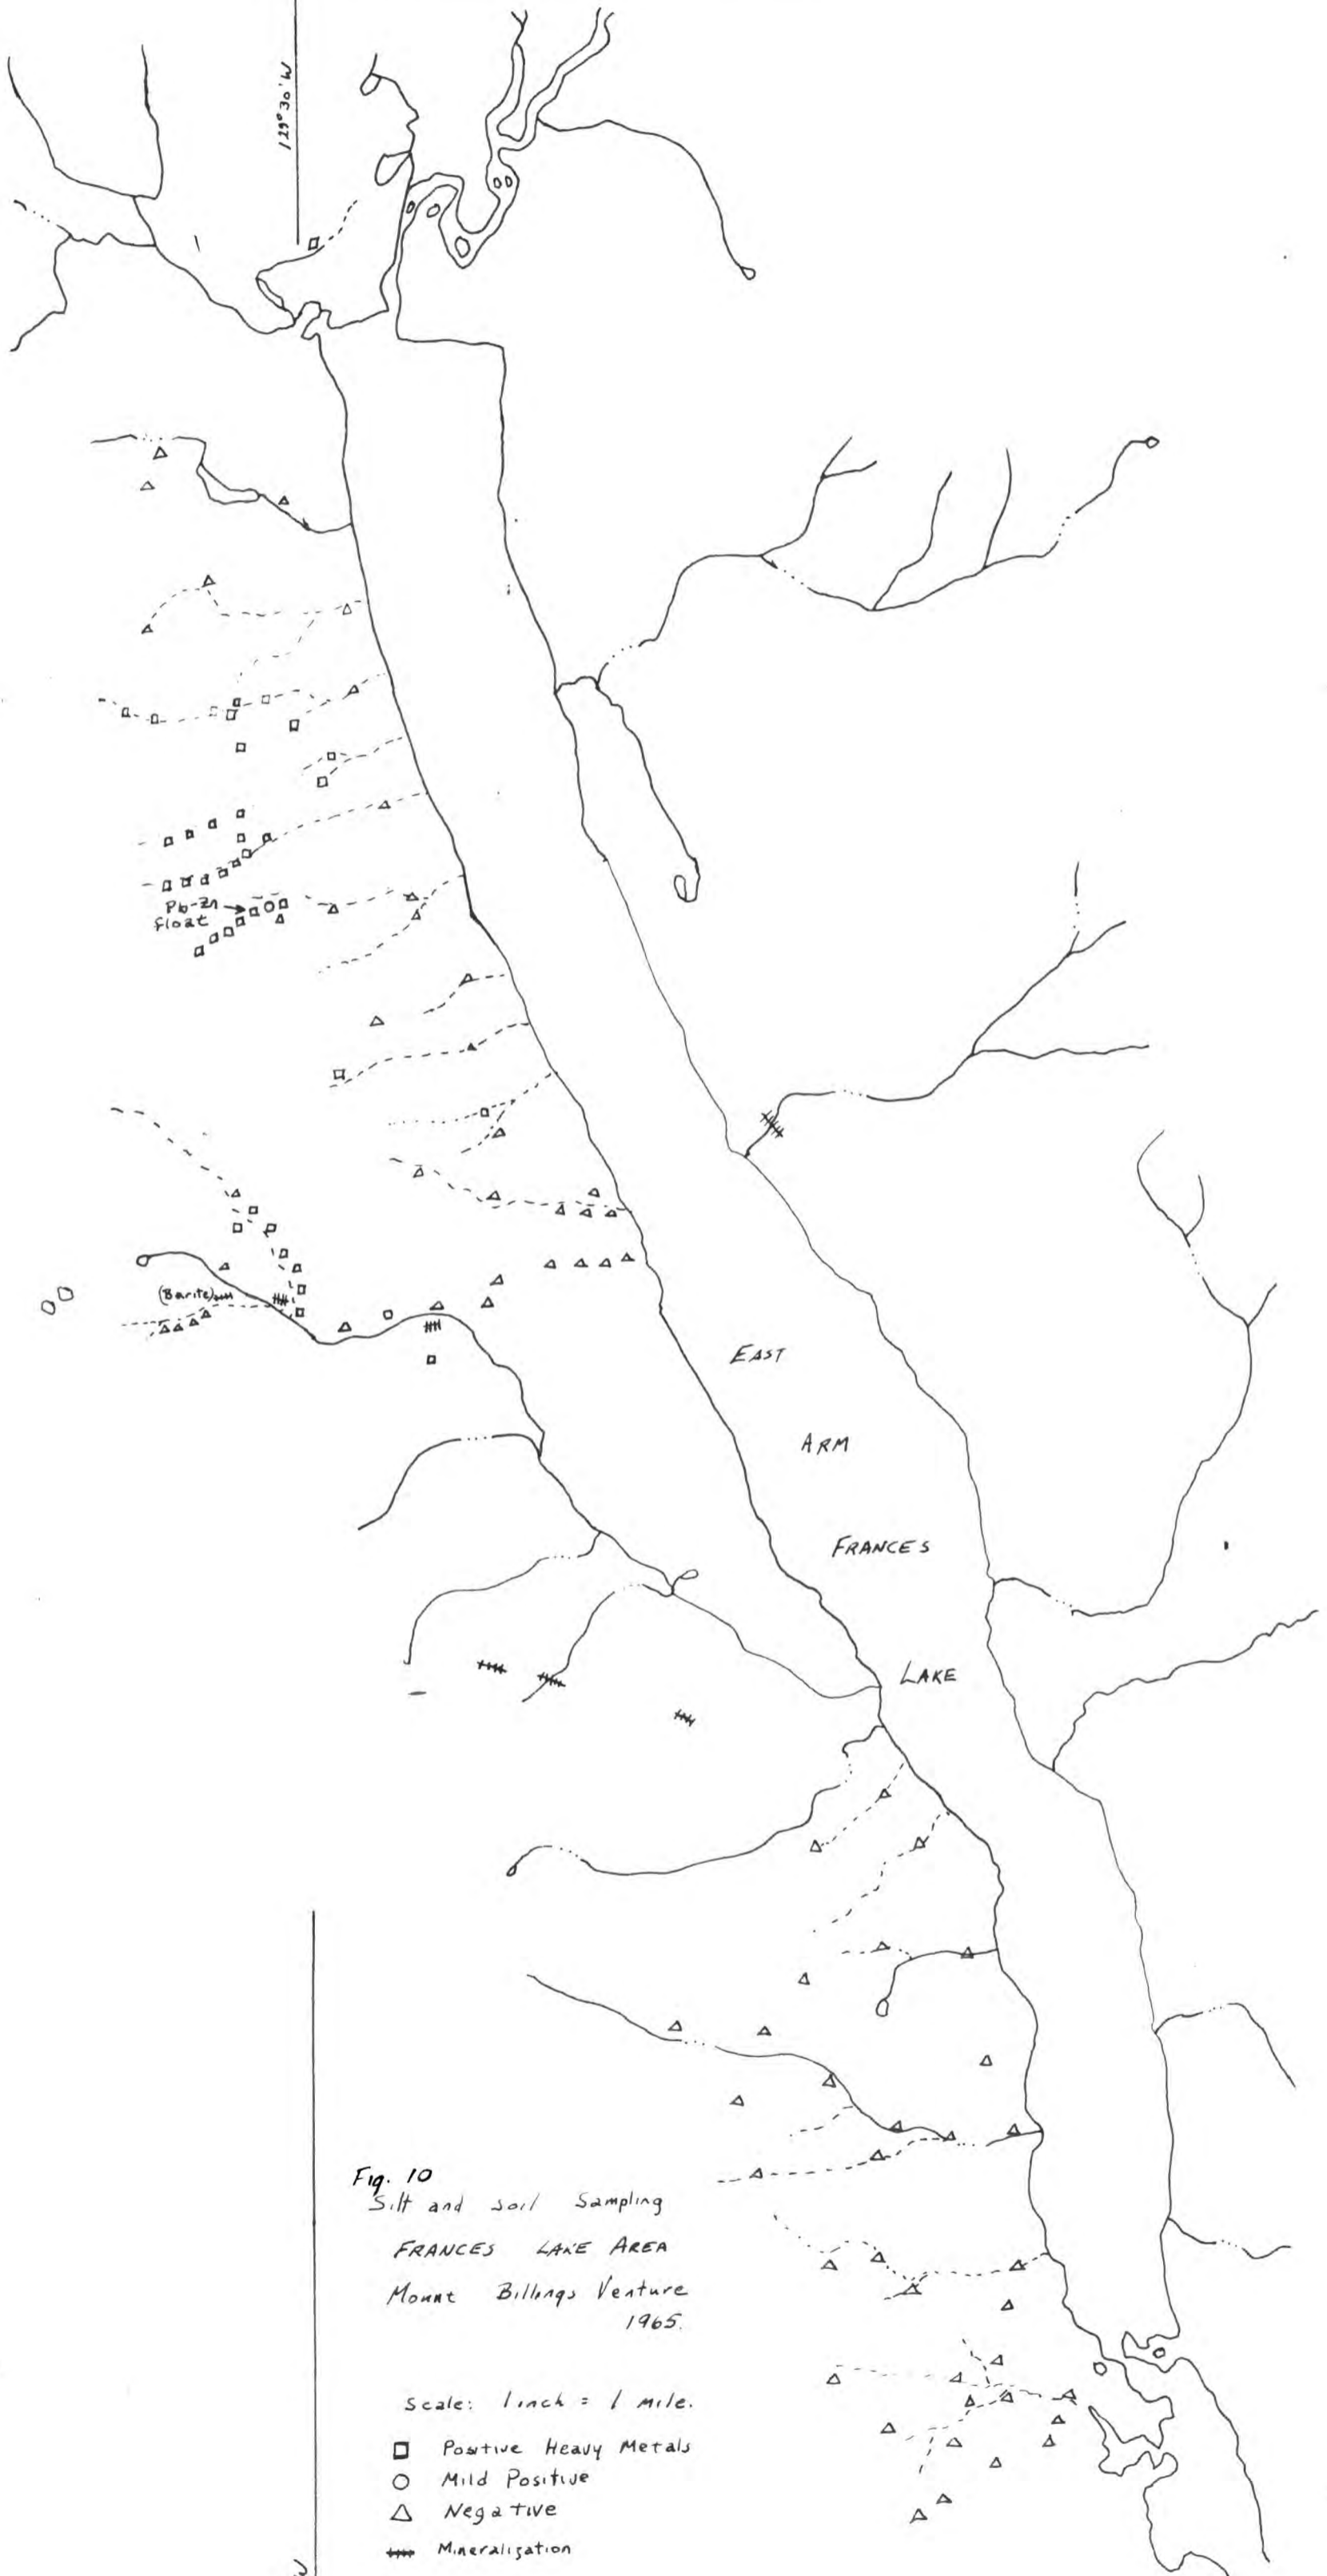 129°30'W
Pb-Zn
float
(Barite)
EAST
ARM
FRANCES
LAKE
Fig. 10
Silt and Soil Sampling
FRANCES LAKE AREA
Mount Billings Venture
1965.
Scale: 1 inch = 1 mile.
Positive Heavy Metals
Mild Positive
Negative
Mineralization
W